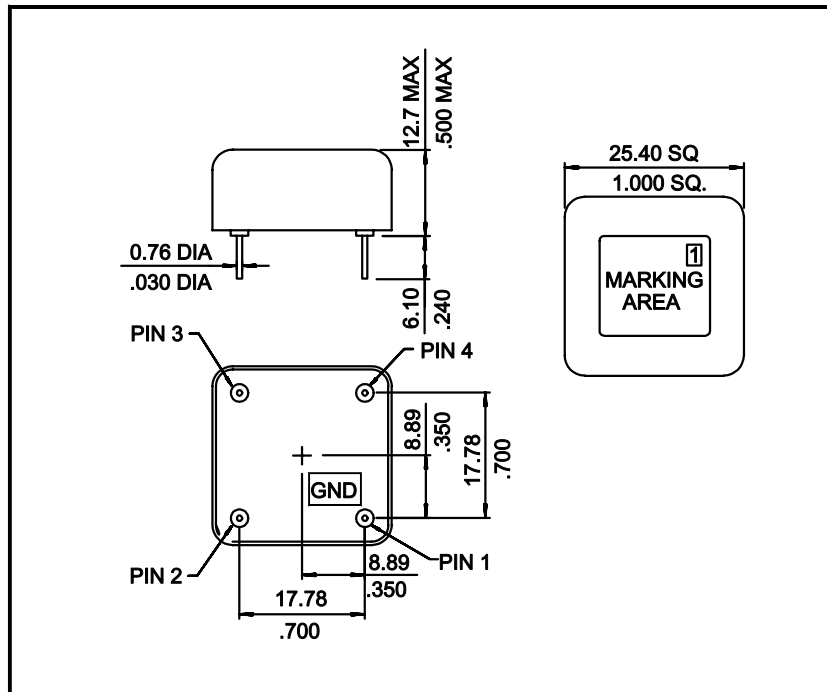 12.7 MAX
.500 MAX
25.40 SQ
1.000 SQ.
0.76 DIA
.030 DIA
1
MARKING
AREA
6.10
.240
PIN 3
PIN 4
8.89
.350
17.78
.700
GND
PIN 2
PIN 1
8.89
.350
17.78
.700